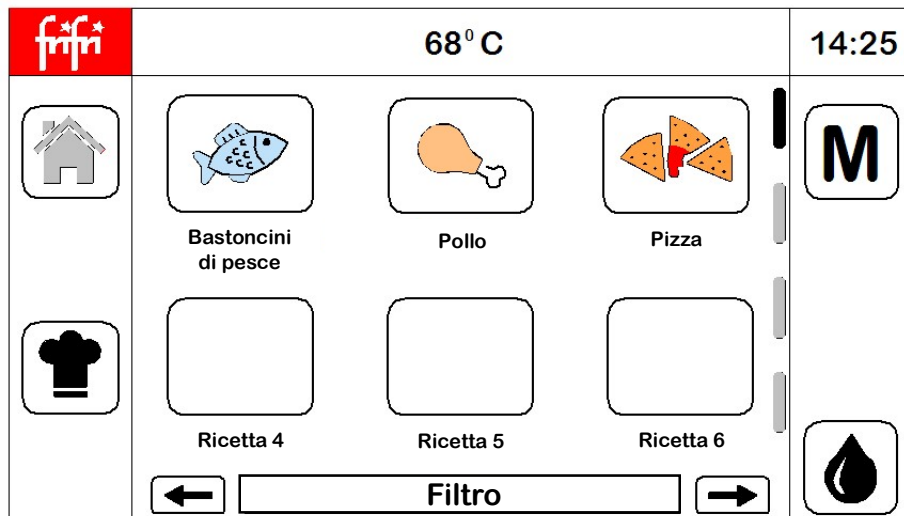 frifri
68⁰ C
14:25
M
Bastoncini
di pesce
Pollo
Pizza
Ricetta 4
Ricetta 5
Ricetta 6
Filtro